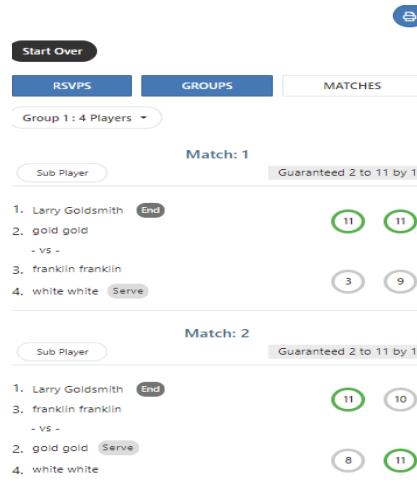 Start Over
RSVPS GROUPS MATCHES
Group 1 : 4 Players
Match: 1
Sub Player Guaranteed 2 to 11 by 1
1. Larry Goldsmith End 11 11
2. gold gold
- vs -
3. franklin franklin 3 9
4. white white Serve
Match: 2
Sub Player Guaranteed 2 to 11 by 1
1. Larry Goldsmith End 11 10
3. franklin franklin
- vs -
2. gold gold Serve 8 11
4. white white